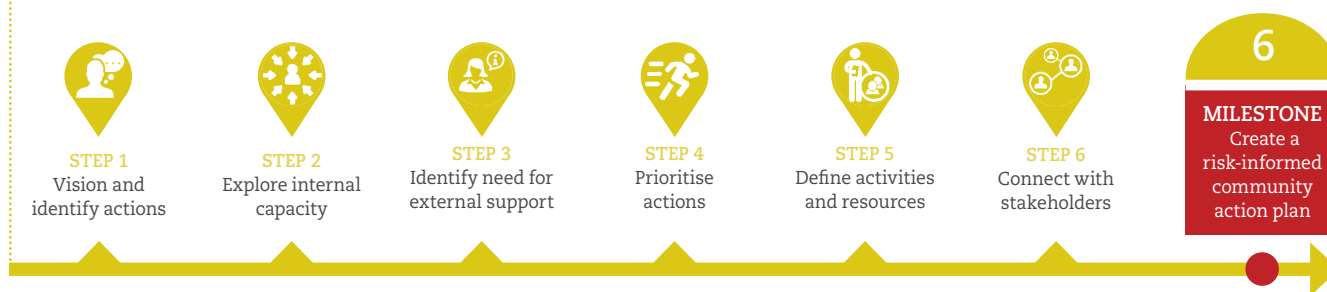 STEP 1
Vision and
identify actions
STEP 2
Explore internal
capacity
STEP 3
Identify need for
external support
STEP 4
Prioritise
actions
STEP 5
Define activities
and resources
STEP 6
Connect with
stakeholders
6
MILESTONE
Create a
risk-informed
community
action plan